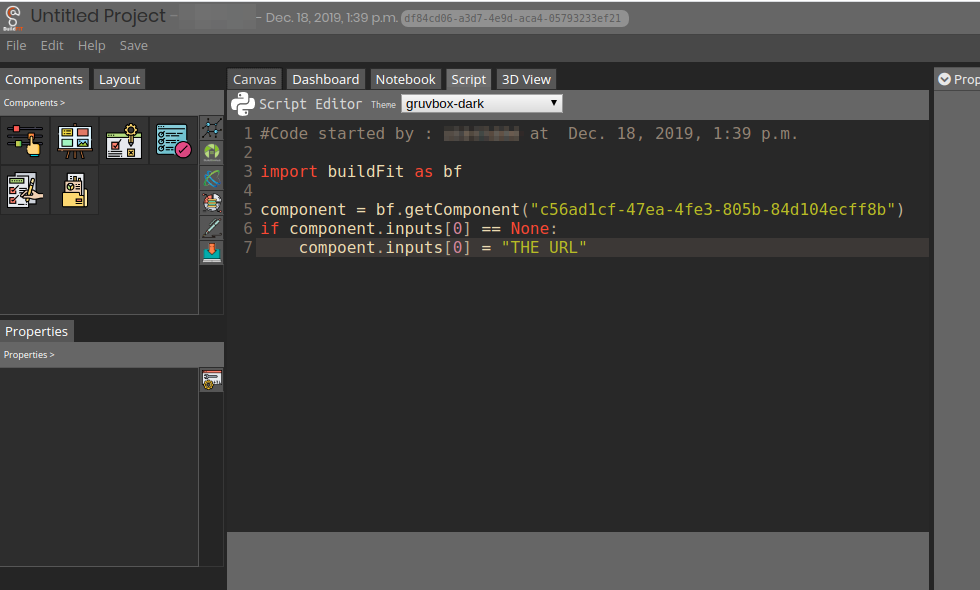 Untitled Project - - Dec. 18, 2019, 1:39 p.m. df84cd06-a3d7-4e9d-aca4-05793233ef21
File Edit Help Save
Components Layout
Components >
Properties
Properties >
Canvas Dashboard Notebook Script 3D View
Script Editor Theme gruvbox-dark
1 #Code started by : at Dec. 18, 2019, 1:39 p.m.
2
3 import buildFit as bf
4
5 component = bf.getComponent("c56ad1cf-47ea-4fe3-805b-84d104ecff8b")
6 if component.inputs[0] == None:
7 compoent.inputs[0] = "THE URL"
Prop